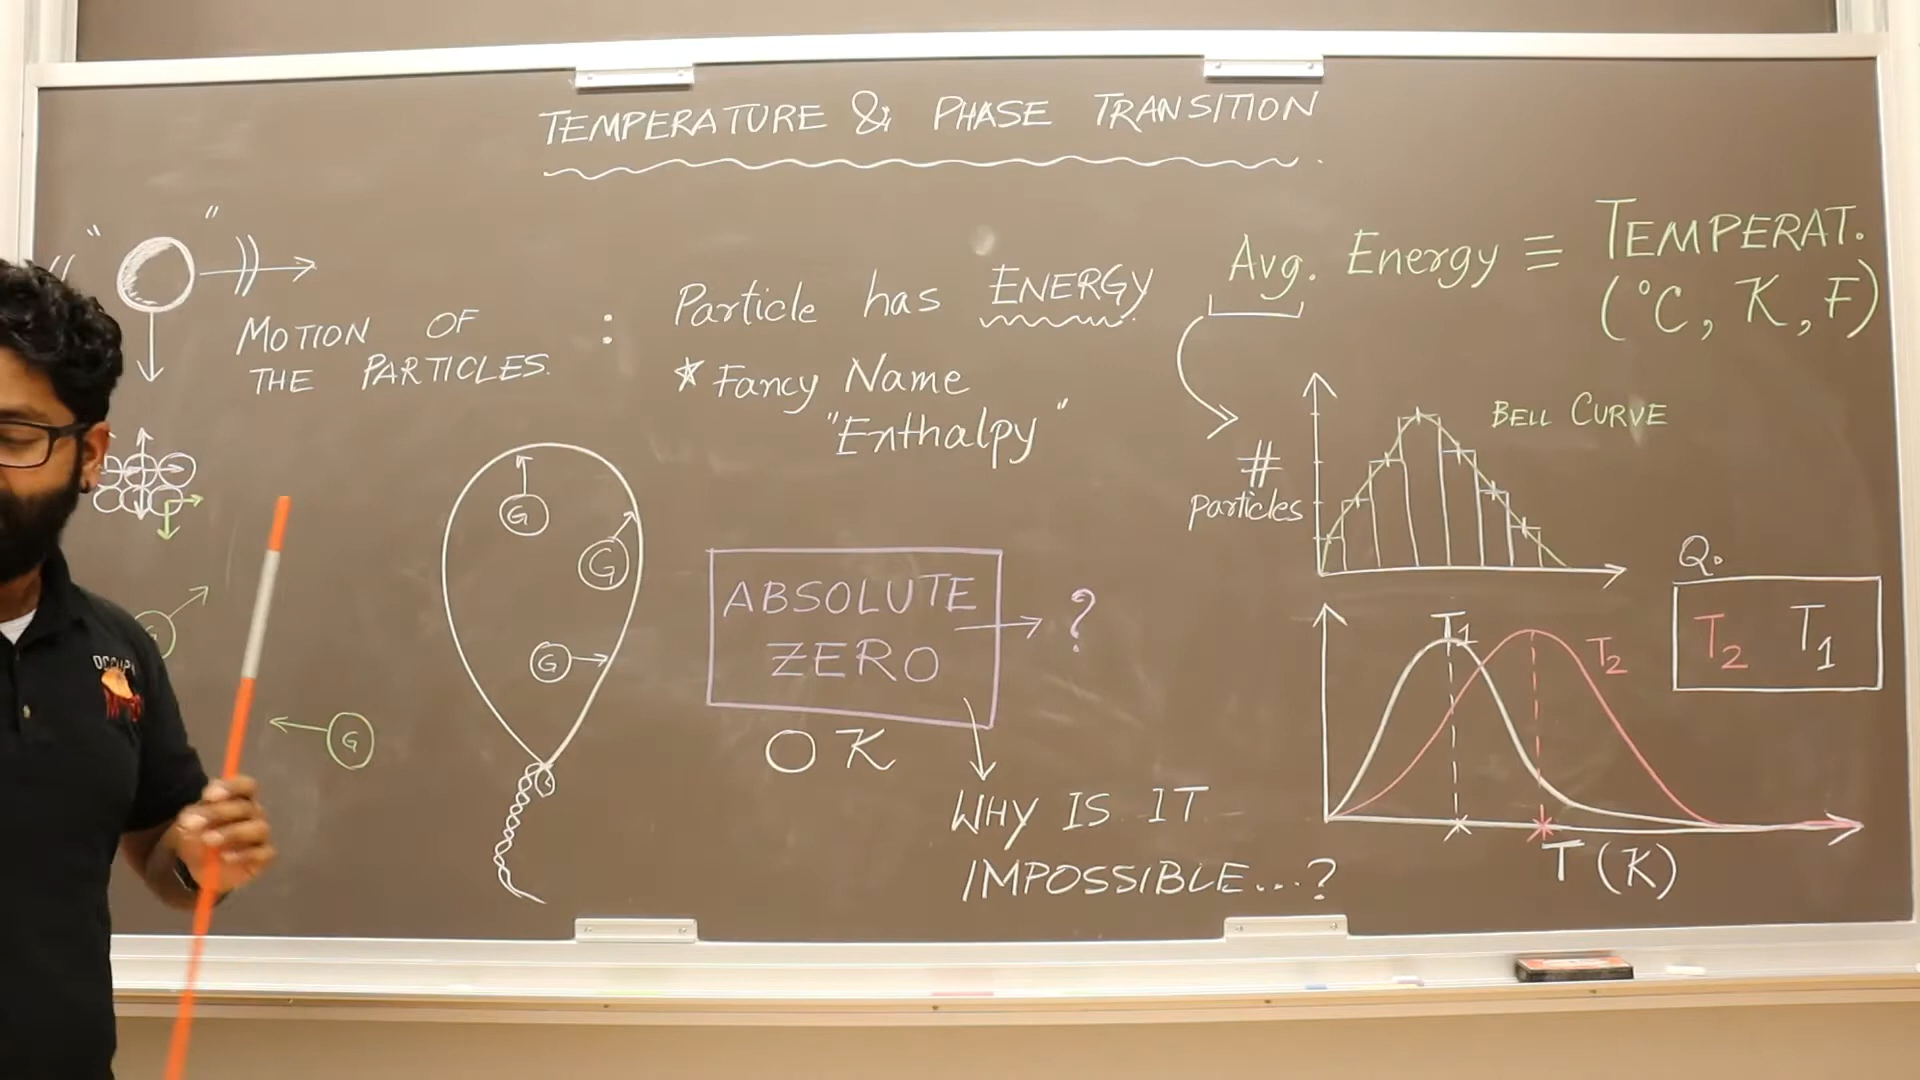 TEMPERATURE & PHASE TRANSITION
MOTION OF : 
THE PARTICLES.
Particle has ENERGY
* Fancy Name
"Enthalpy"
Avg. Energy ≡ TEMPERAT.
(°C, K, F)
BELL CURVE
#
particles
G
G
G
G
ABSOLUTE → ?
ZERO
O K
WHY IS IT
IMPOSSIBLE...?
T1
T2
T (K)
Q.
T2 T1